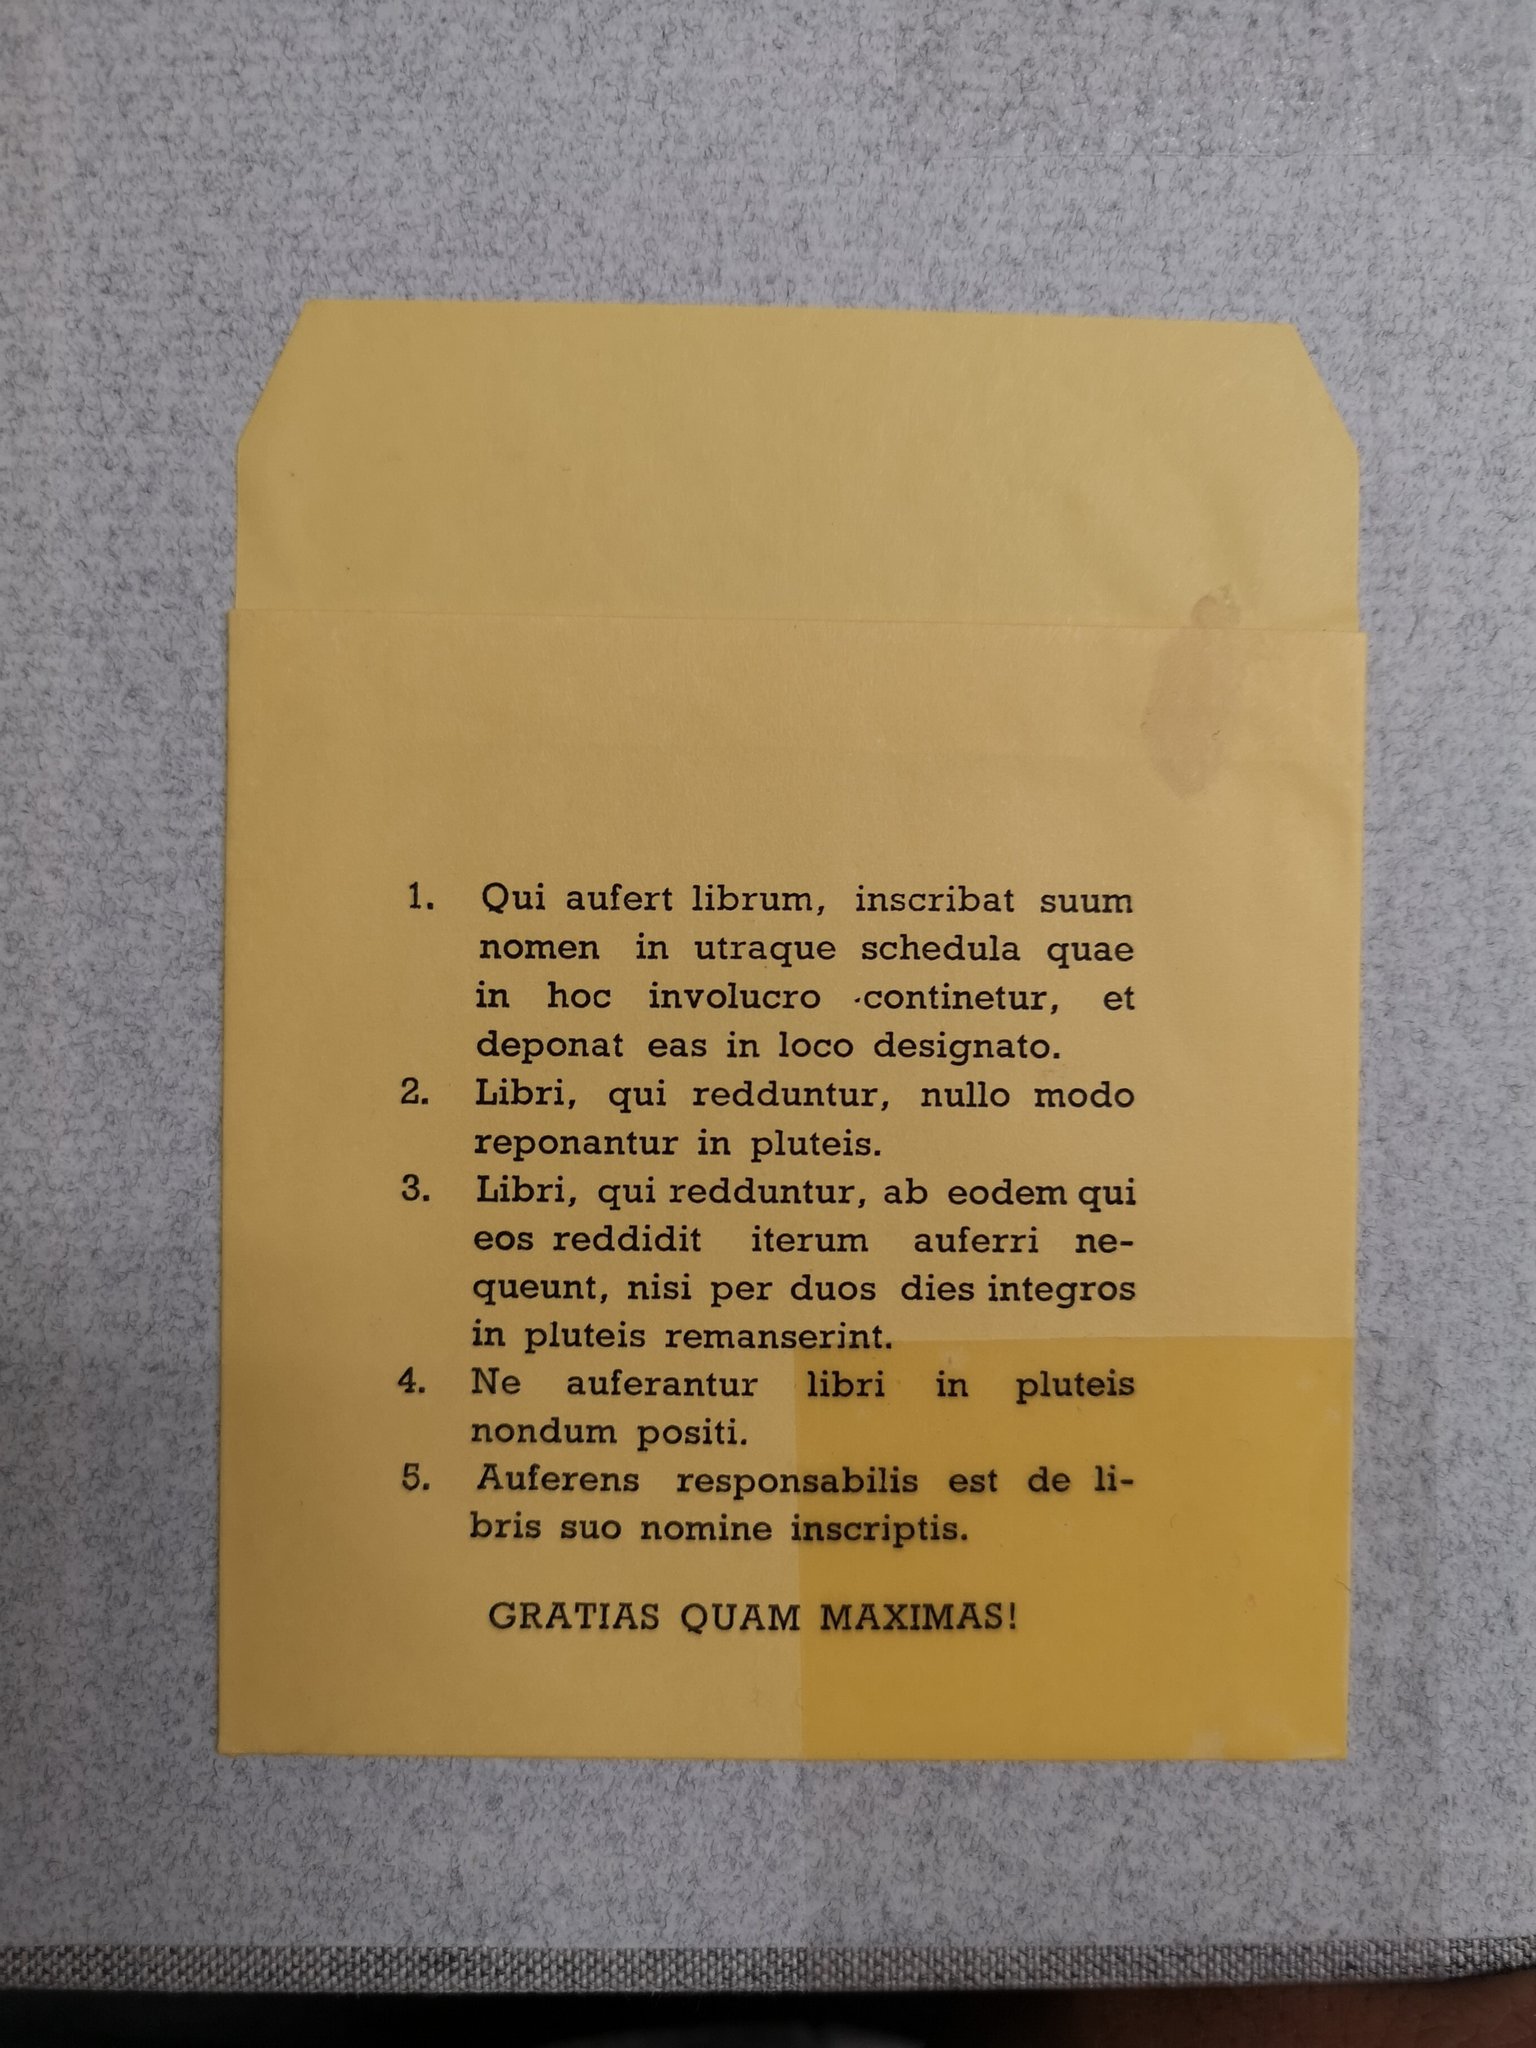 1. Qui aufert librum, inscribat suum
nomen in utraque schedula quae
in hoc involucro continetur, et
deponat eas in loco designato.
2. Libri, qui redduntur, nullo modo
reponantur in pluteis.
3. Libri, qui redduntur, ab eodem qui
eos reddidit iterum auferri ne-
queunt, nisi per duos dies integros
in pluteis remanserint.
4. Ne auferantur libri in pluteis
nondum positi.
5. Auferens responsabilis est de li-
bris suo nomine inscriptis.
GRATIAS QUAM MAXIMAS!